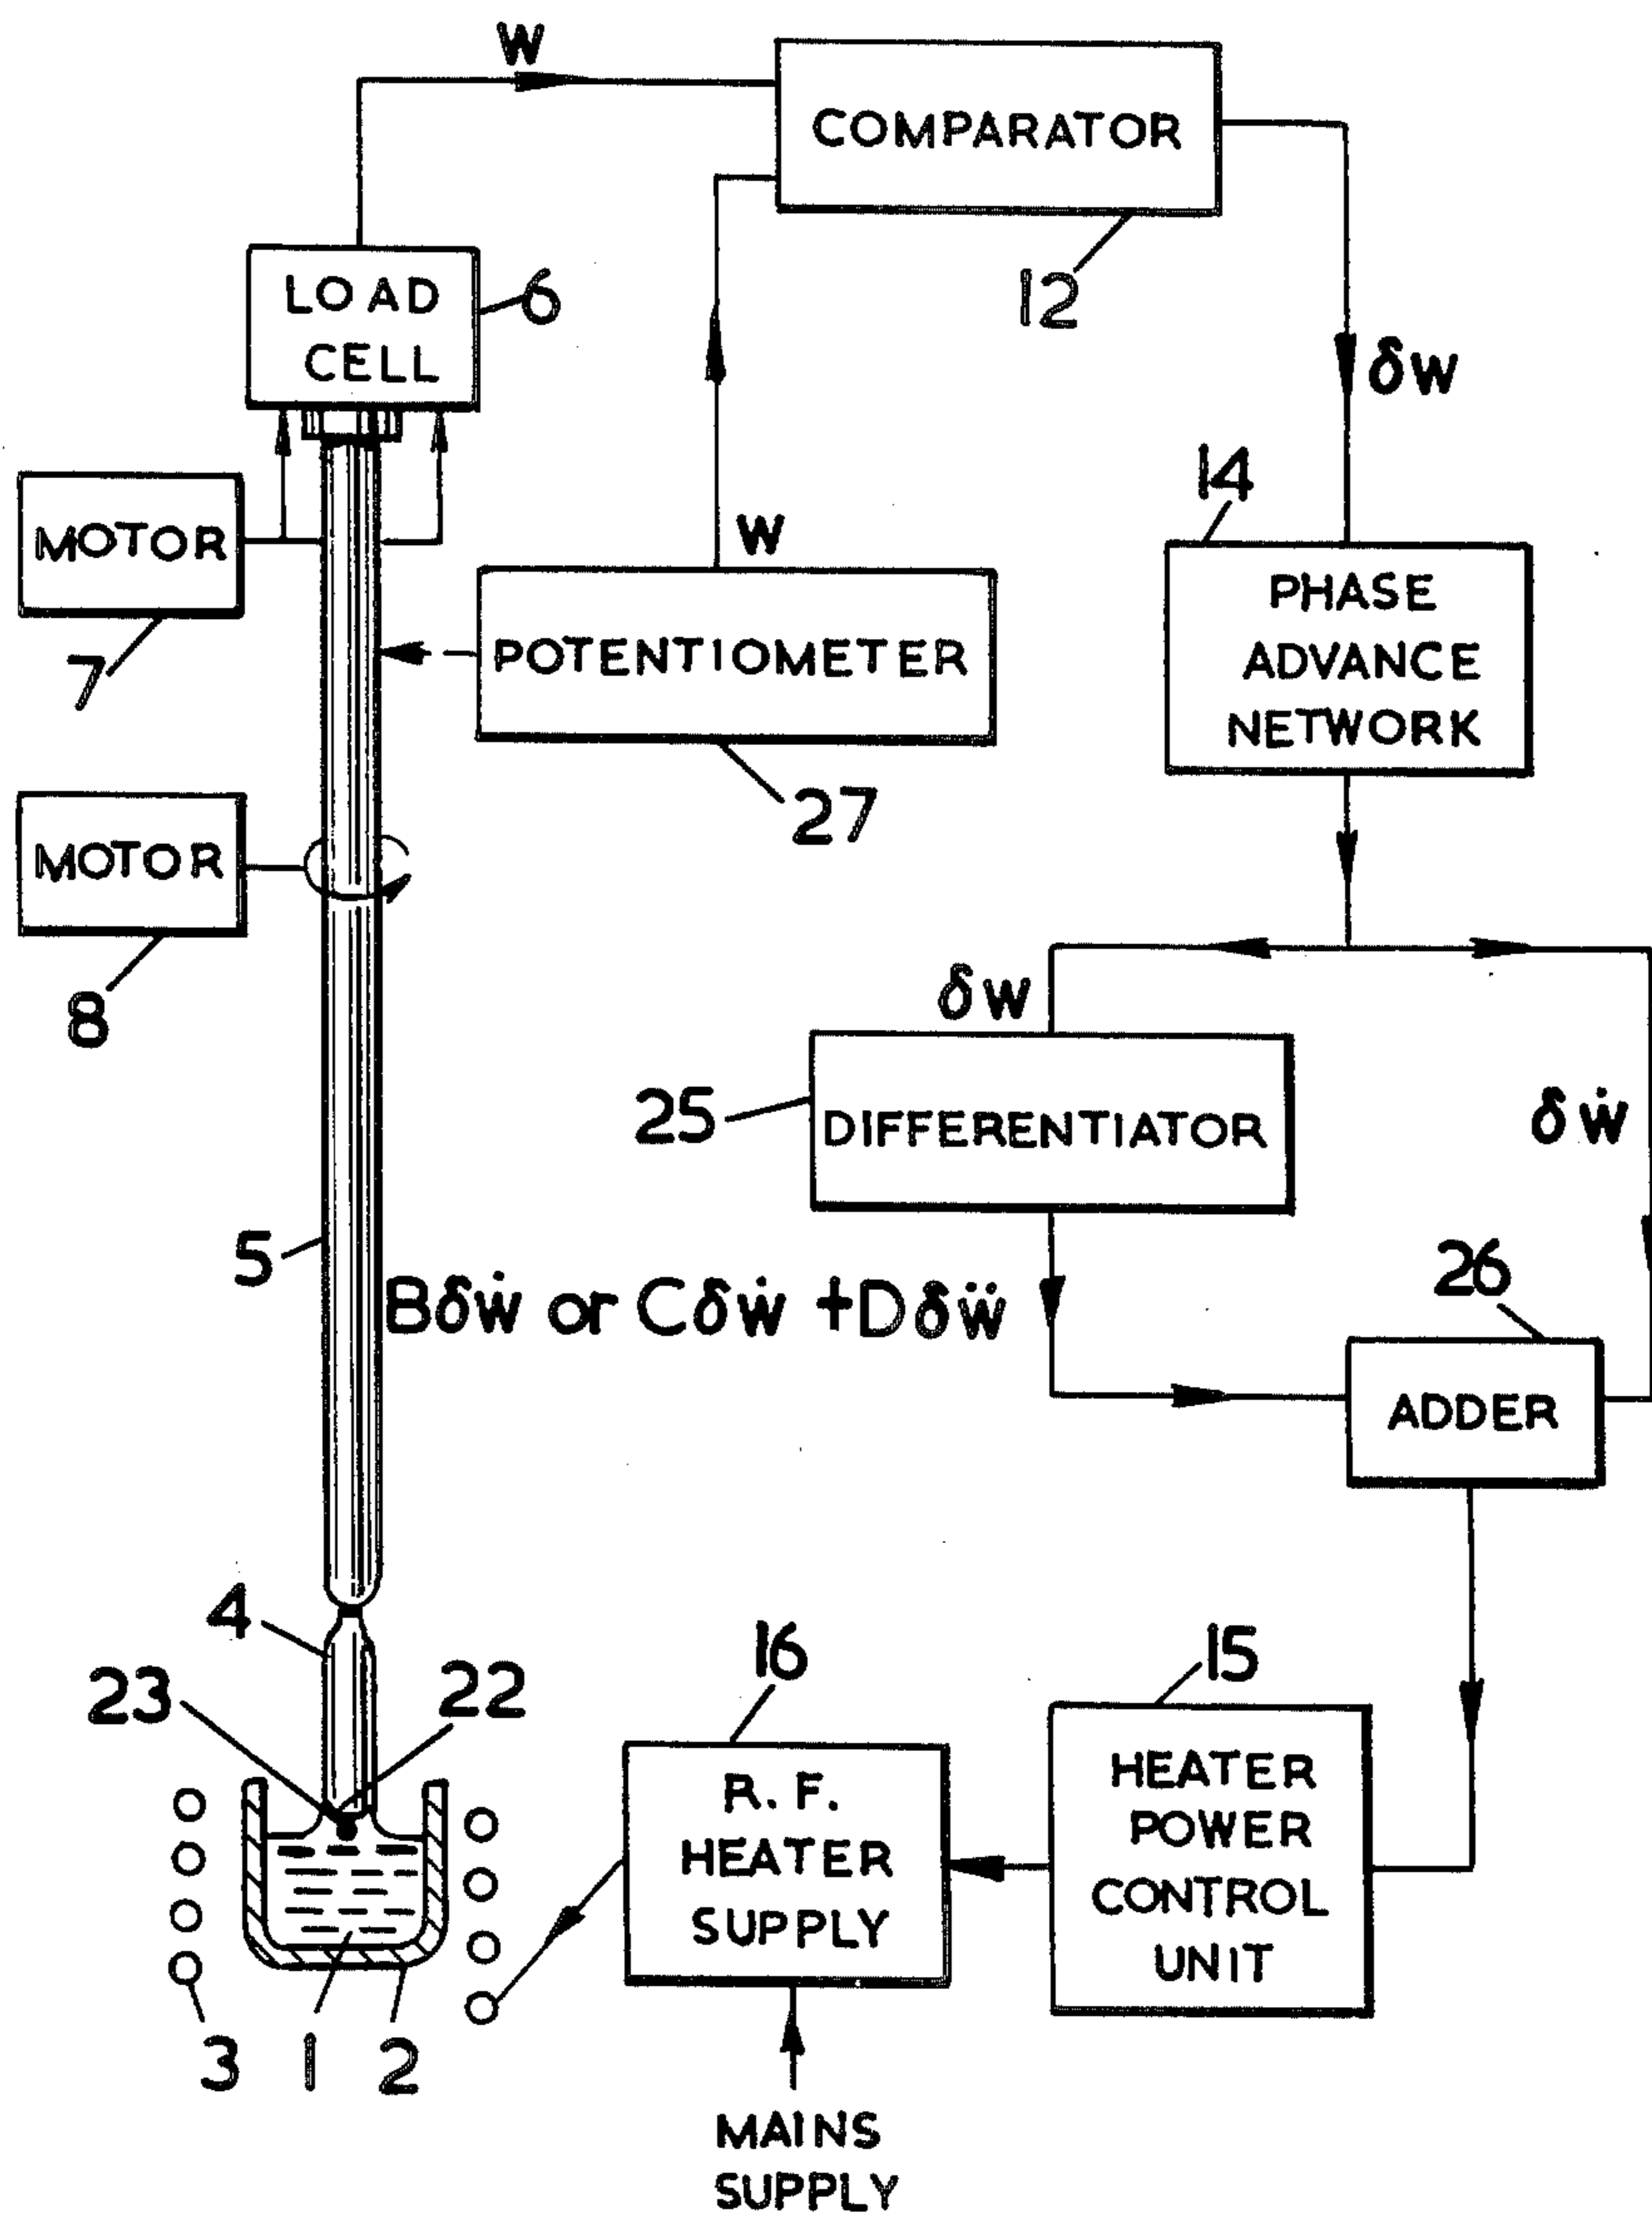 W
COMPARATOR
12
LOAD
CELL
6
δw
14
MOTOR
7
W
POTENTIOMETER
27
PHASE
ADVANCE
NETWORK
MOTOR
8
δw
25
DIFFERENTIATOR
δẇ
5
Bδẇ or Cδẇ +Dδẅ
26
ADDER
4
23
22
16
15
R. F.
HEATER
SUPPLY
HEATER
POWER
CONTROL
UNIT
3
1
2
MAINS
SUPPLY